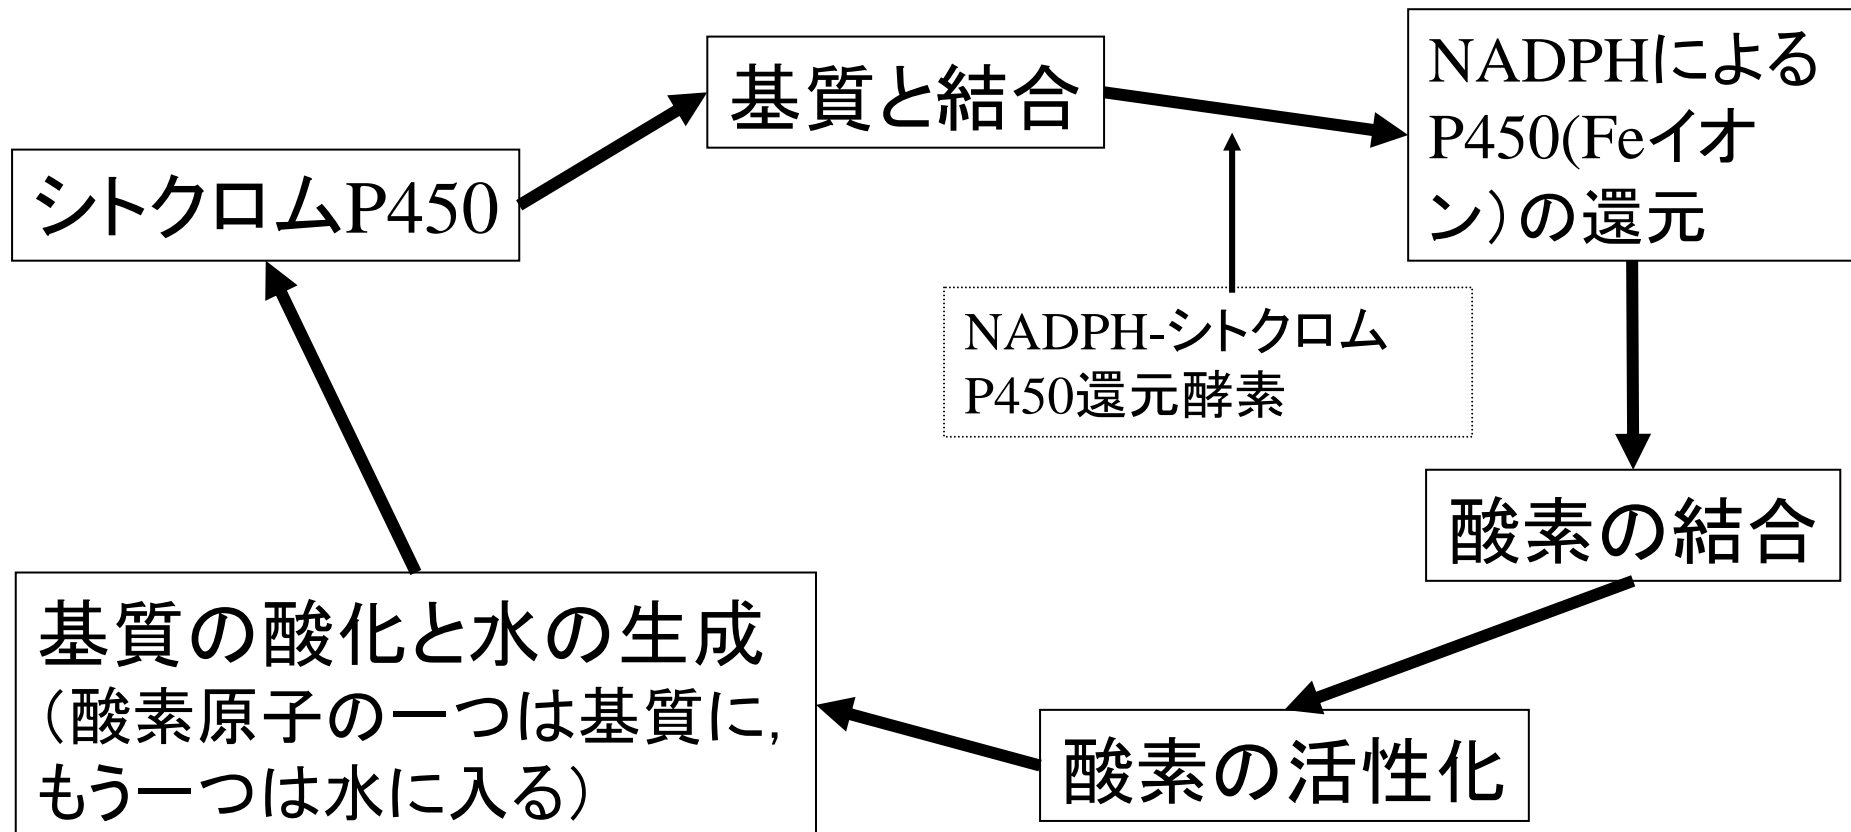 基質と結合
NADPHによる
P450(Feイオ
ン）の還元
シトクロムP450
NADPH-シトクロム
P450還元酵素
酸素の結合
基質の酸化と水の生成
（酸素原子の一つは基質に,
もう一つは水に入る）
酸素の活性化